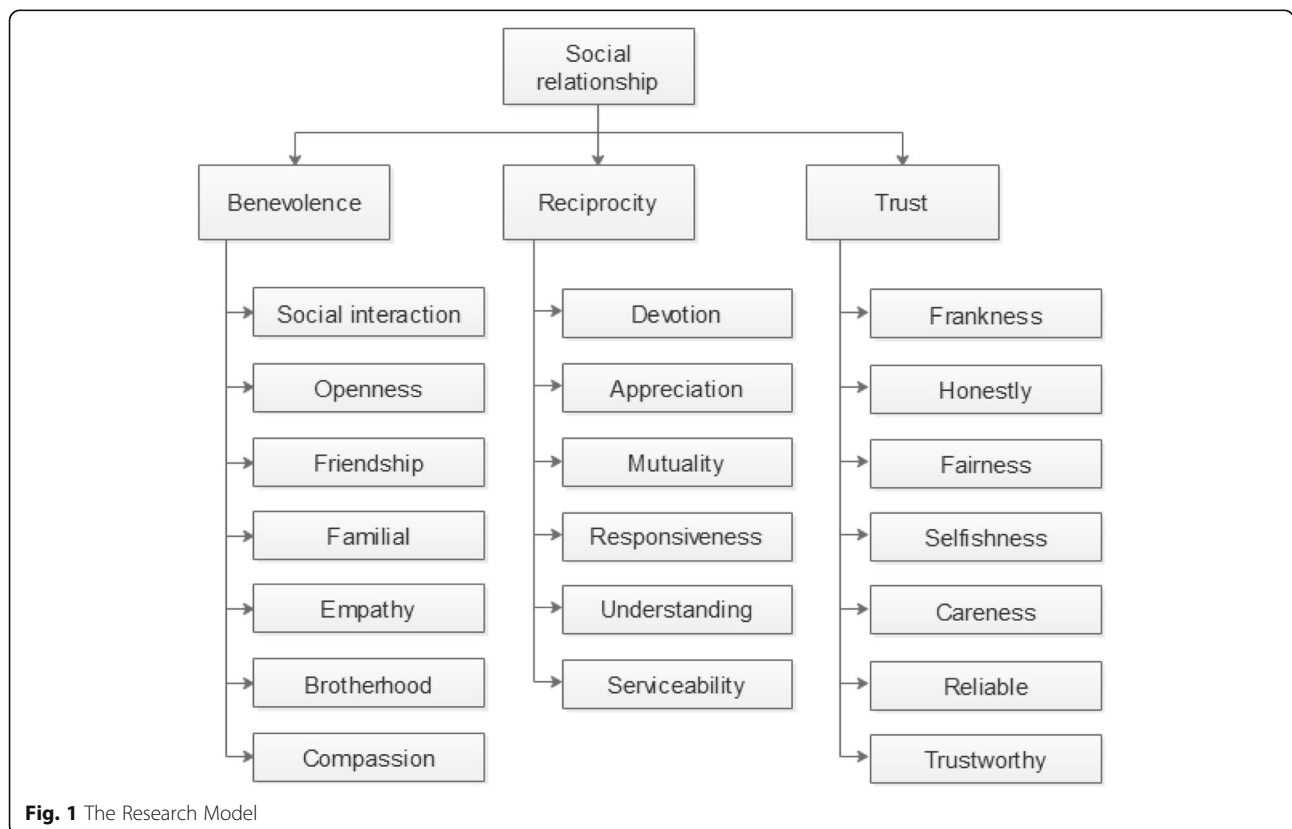 Social
relationship
Benevolence
Reciprocity
Trust
Social interaction
Openness
Friendship
Familial
Empathy
Brotherhood
Compassion
Devotion
Appreciation
Mutuality
Responsiveness
Understanding
Serviceability
Frankness
Honestly
Fairness
Selfishness
Careness
Reliable
Trustworthy
Fig. 1 The Research Model